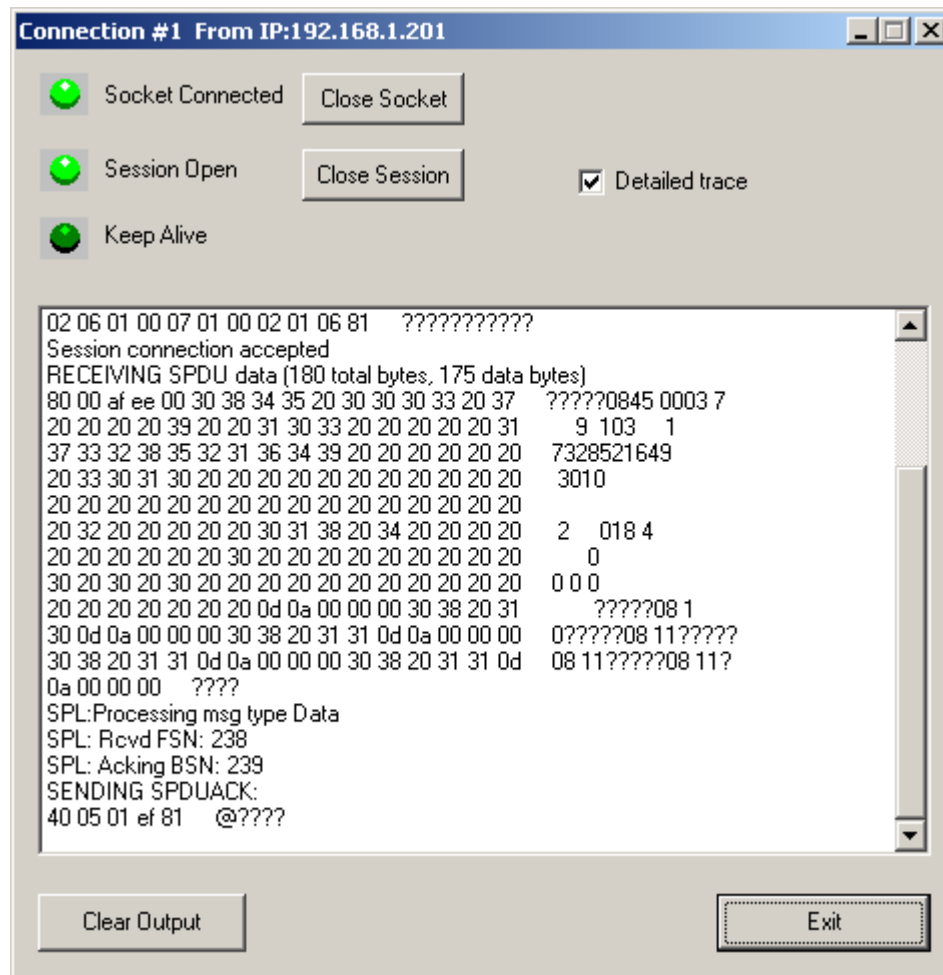 Connection #1 From IP:192.168.1.201
Socket Connected
Close Socket
Session Open
Close Session
Detailed trace
Keep Alive
02 06 01 00 07 01 00 02 01 06 81 ???????????
Session connection accepted
RECEIVING SPDU data (180 total bytes, 175 data bytes)
80 00 af ee 00 30 38 34 35 20 30 30 30 33 20 37 ?????0845 0003 7
20 20 20 20 39 20 20 31 30 33 20 20 20 20 20 31 9 103 1
37 33 32 38 35 32 31 36 34 39 20 20 20 20 20 20 7328521649
20 33 30 31 30 20 20 20 20 20 20 20 20 20 20 20 3010
20 20 20 20 20 20 20 20 20 20 20 20 20 20 20 20
20 32 20 20 20 20 20 30 31 38 20 34 20 20 20 20 2 018 4
20 20 20 20 20 20 30 20 20 20 20 20 20 20 20 20 0
30 20 30 20 30 20 20 20 20 20 20 20 20 20 20 20 0 0 0
20 20 20 20 20 20 20 0d 0a 00 00 00 30 38 20 31 ?????08 1
30 0d 0a 00 00 00 30 38 20 31 31 0d 0a 00 00 00 0?????08 11?????
30 38 20 31 31 0d 0a 00 00 00 30 38 20 31 31 0d 08 11?????08 11?
0a 00 00 00 ????
SPL:Processing msg type Data
SPL: Rcvd FSN: 238
SPL: Acking BSN: 239
SENDING SPDUACK:
40 05 01 ef 81 @????
Clear Output
Exit